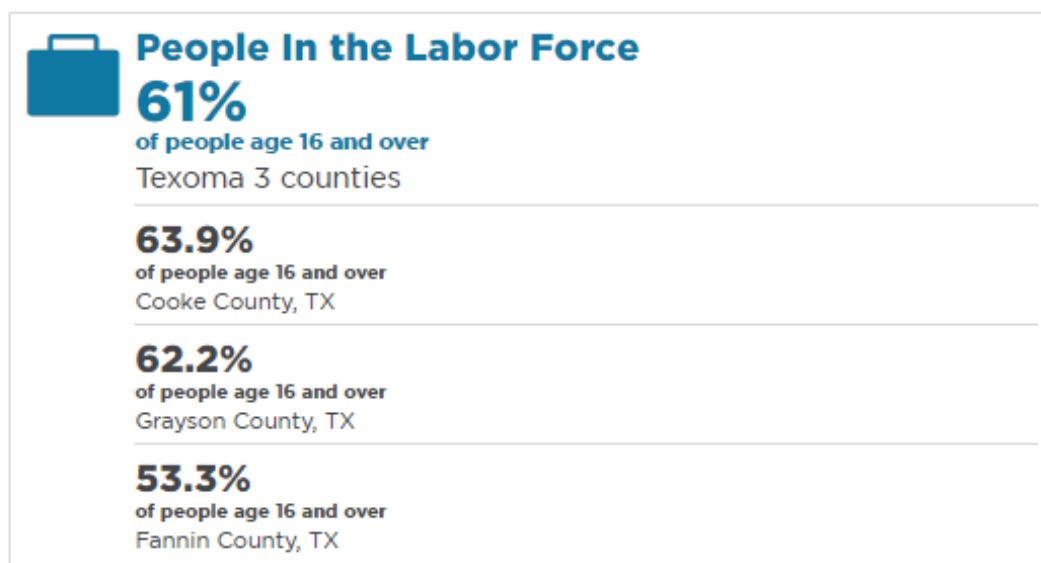 People In the Labor Force
61%
of people age 16 and over
Texoma 3 counties
63.9%
of people age 16 and over
Cooke County, TX
62.2%
of people age 16 and over
Grayson County, TX
53.3%
of people age 16 and over
Fannin County, TX